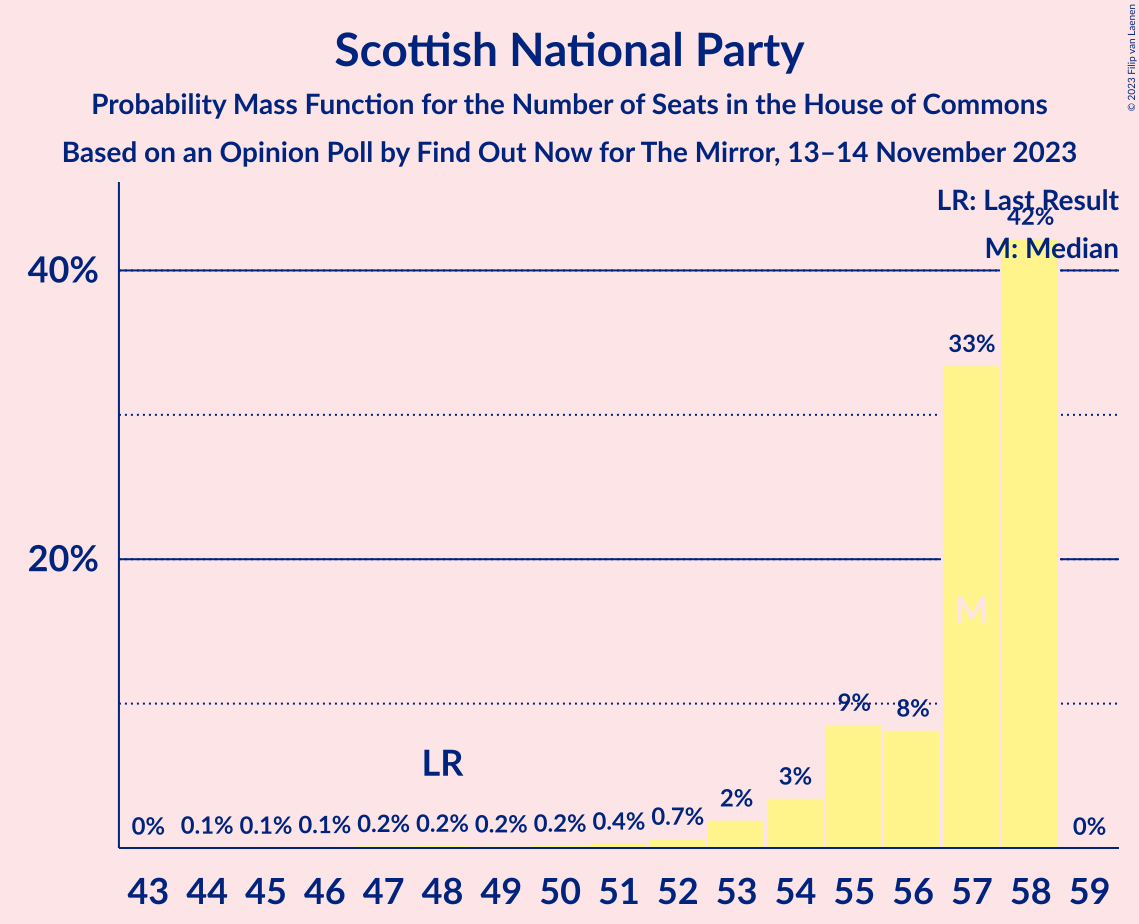 Scottish National Party
Probability Mass Function for the Number of Seats in the House of Commons
Based on an Opinion Poll by Find Out Now for The Mirror, 13–14 November 2023
© 2023 Filip van Laenen
LR: Last Result
M: Median
40%
20%
0% 0.1% 0.1% 0.1% 0.2% 0.2% 0.2% 0.2% 0.4% 0.7% 2% 3% 9% 8% 33% 42% 0%
LR
M
43 44 45 46 47 48 49 50 51 52 53 54 55 56 57 58 59